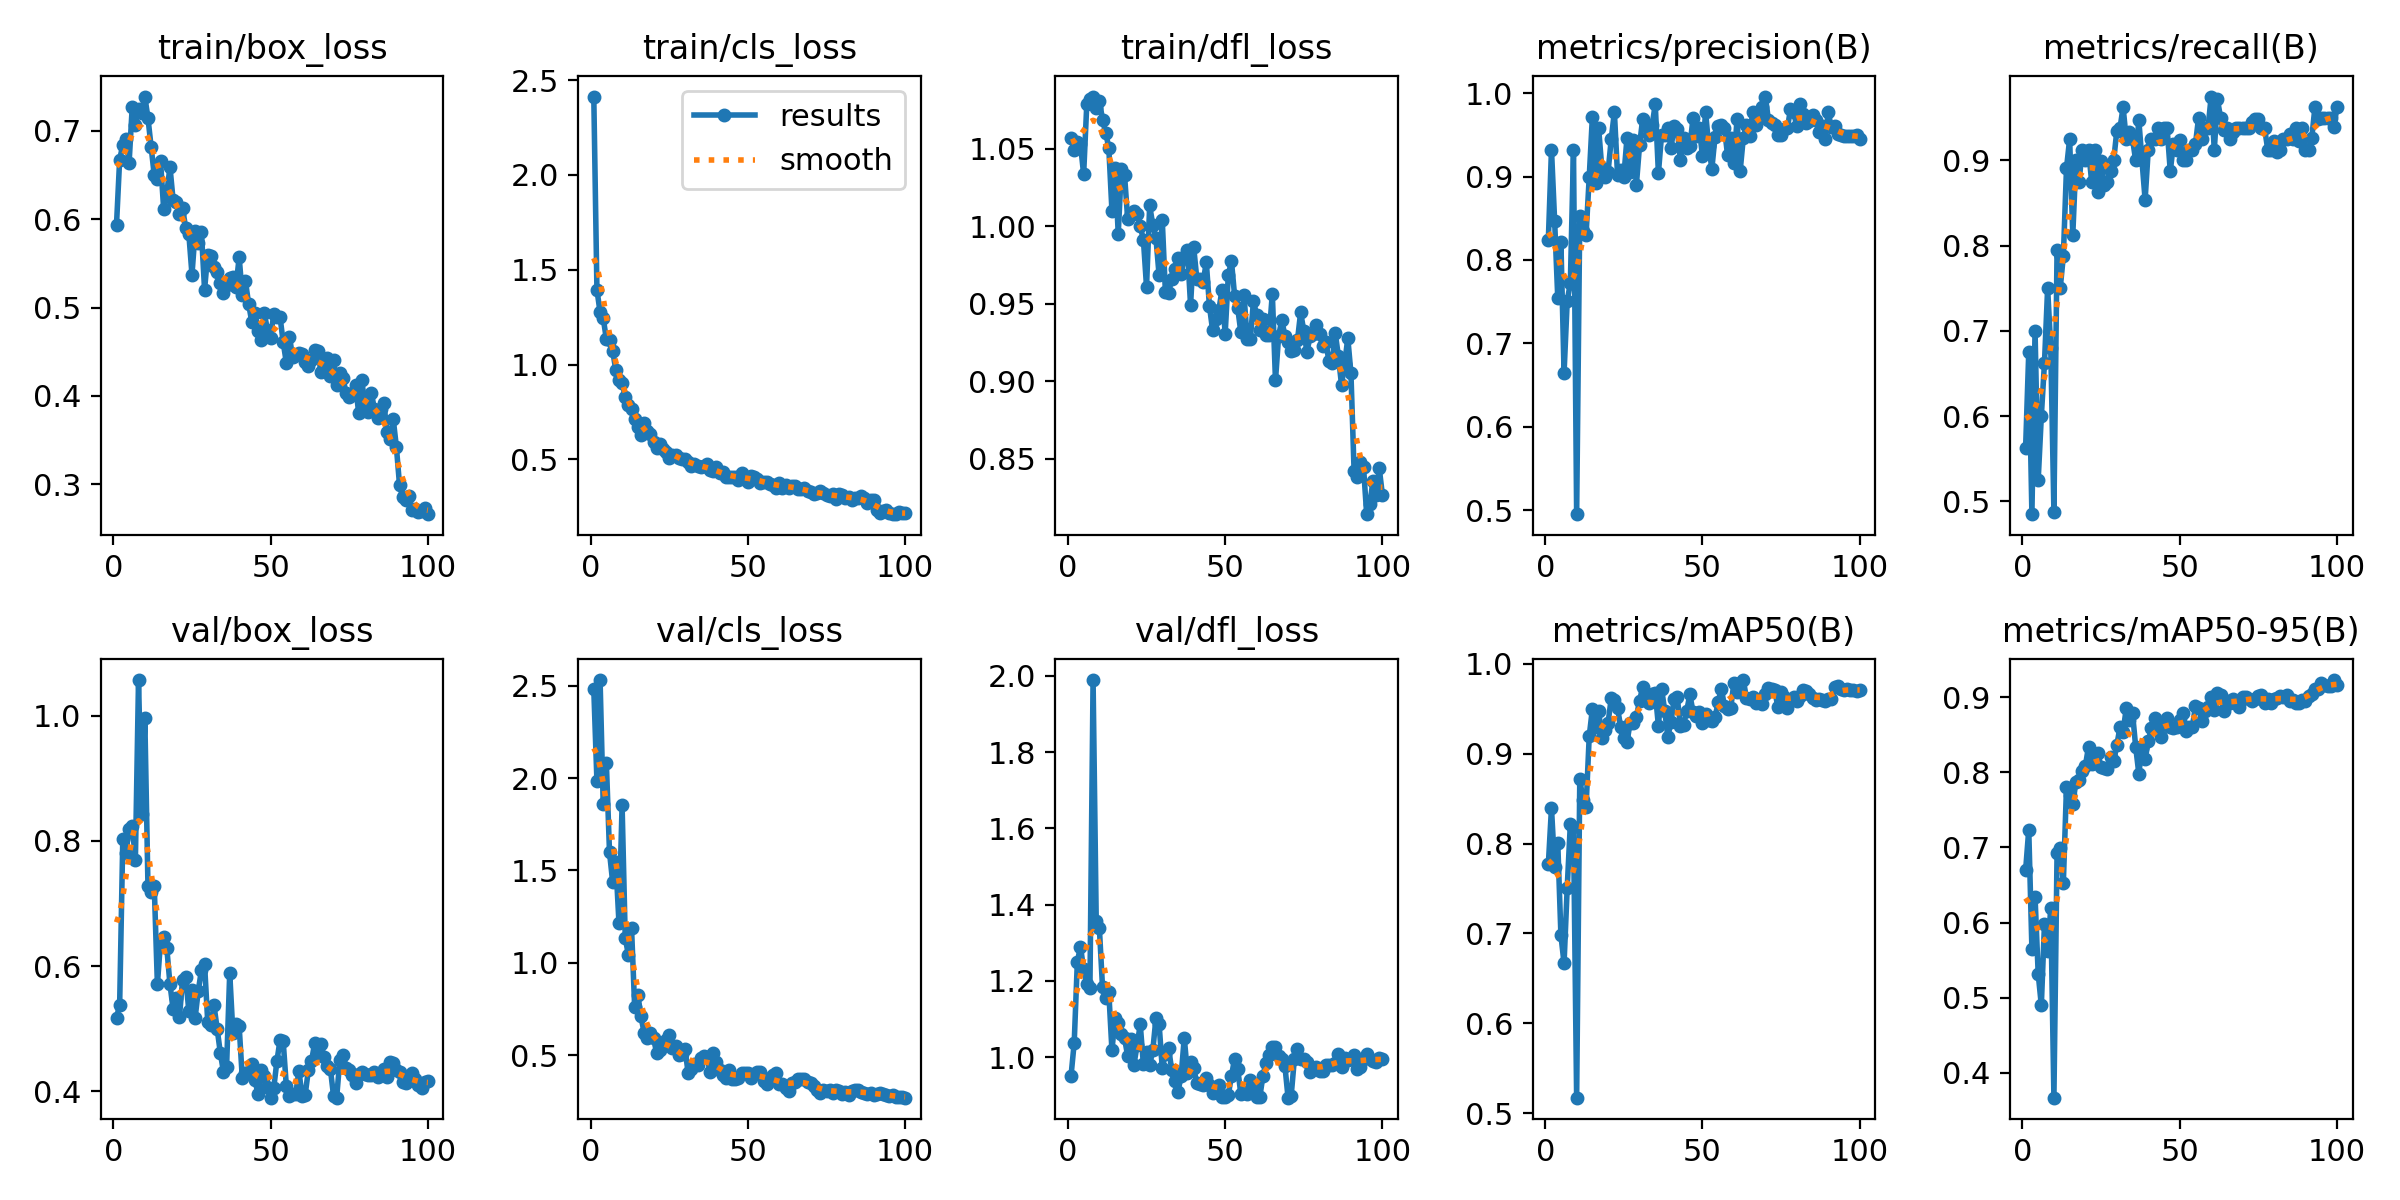 train/box_loss
0.7
0.6
0.5
0.4
0.3
0 50 100
train/cls_loss
2.5
2.0
1.5
1.0
0.5
0 50 100
results
smooth
train/dfl_loss
1.05
1.00
0.95
0.90
0.85
0 50 100
metrics/precision(B)
1.0
0.9
0.8
0.7
0.6
0.5
0 50 100
metrics/recall(B)
0.9
0.8
0.7
0.6
0.5
0 50 100
val/box_loss
1.0
0.8
0.6
0.4
0 50 100
val/cls_loss
2.5
2.0
1.5
1.0
0.5
0 50 100
val/dfl_loss
2.0
1.8
1.6
1.4
1.2
1.0
0 50 100
metrics/mAP50(B)
1.0
0.9
0.8
0.7
0.6
0.5
0 50 100
metrics/mAP50-95(B)
0.9
0.8
0.7
0.6
0.5
0.4
0 50 100